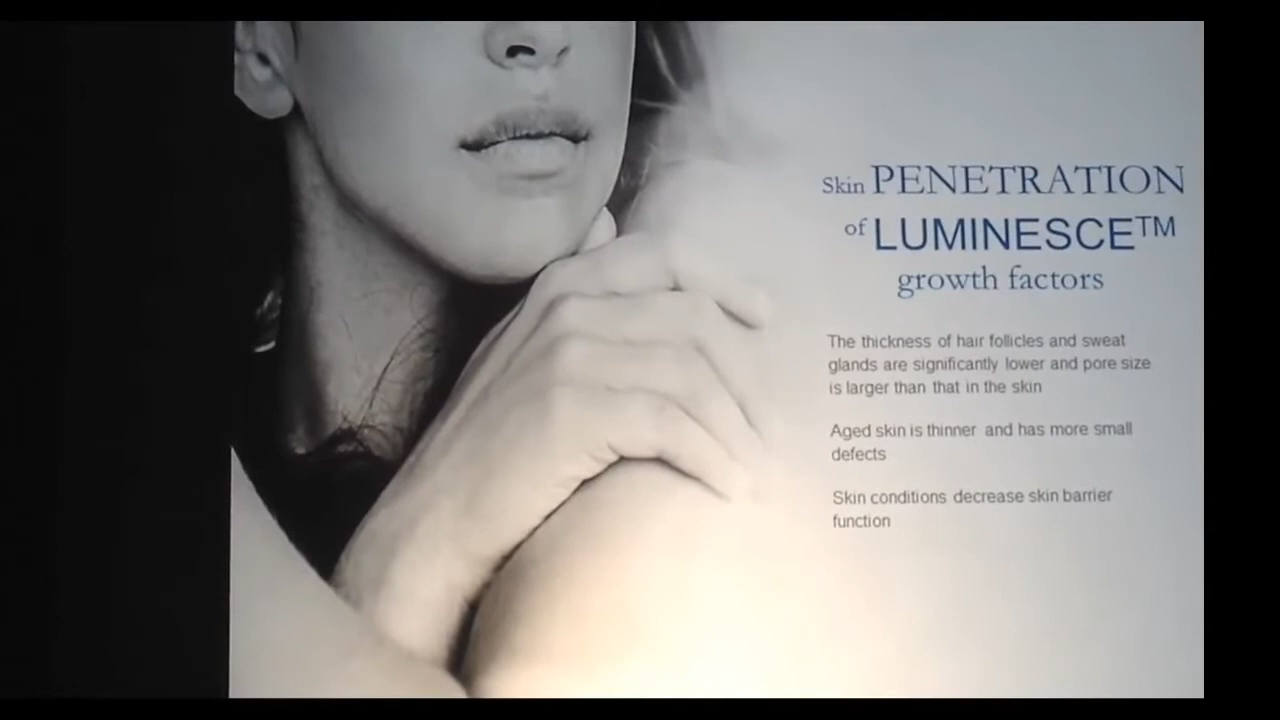 Skin PENETRATION
of LUMINESCE™
growth factors
The thickness of hair follicles and sweat
glands are significantly lower and pore size
is larger than that in the skin
Aged skin is thinner and has more small
defects
Skin conditions decrease skin barrier
function